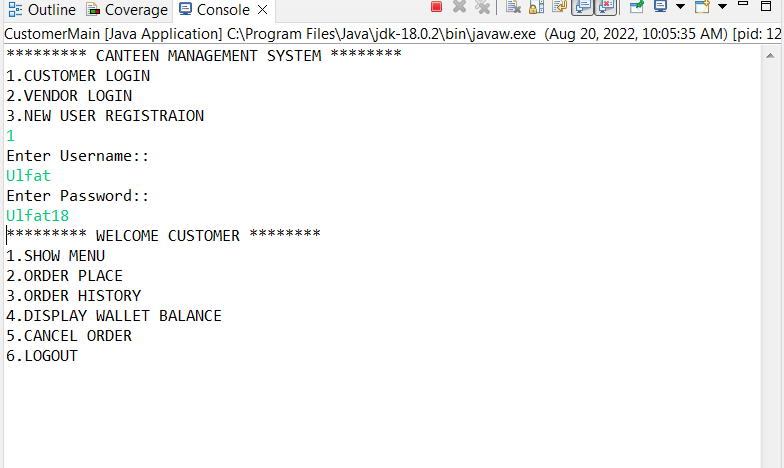 Outline Coverage Console
CustomerMain [Java Application] C:\Program Files\Java\jdk-18.0.2\bin\javaw.exe (Aug 20, 2022, 10:05:35 AM) [pid: 12
********* CANTEEN MANAGEMENT SYSTEM ********
1.CUSTOMER LOGIN
2.VENDOR LOGIN
3.NEW USER REGISTRAION
1
Enter Username::
Ulfat
Enter Password::
Ulfat18
********* WELCOME CUSTOMER ********
1.SHOW MENU
2.ORDER PLACE
3.ORDER HISTORY
4.DISPLAY WALLET BALANCE
5.CANCEL ORDER
6.LOGOUT